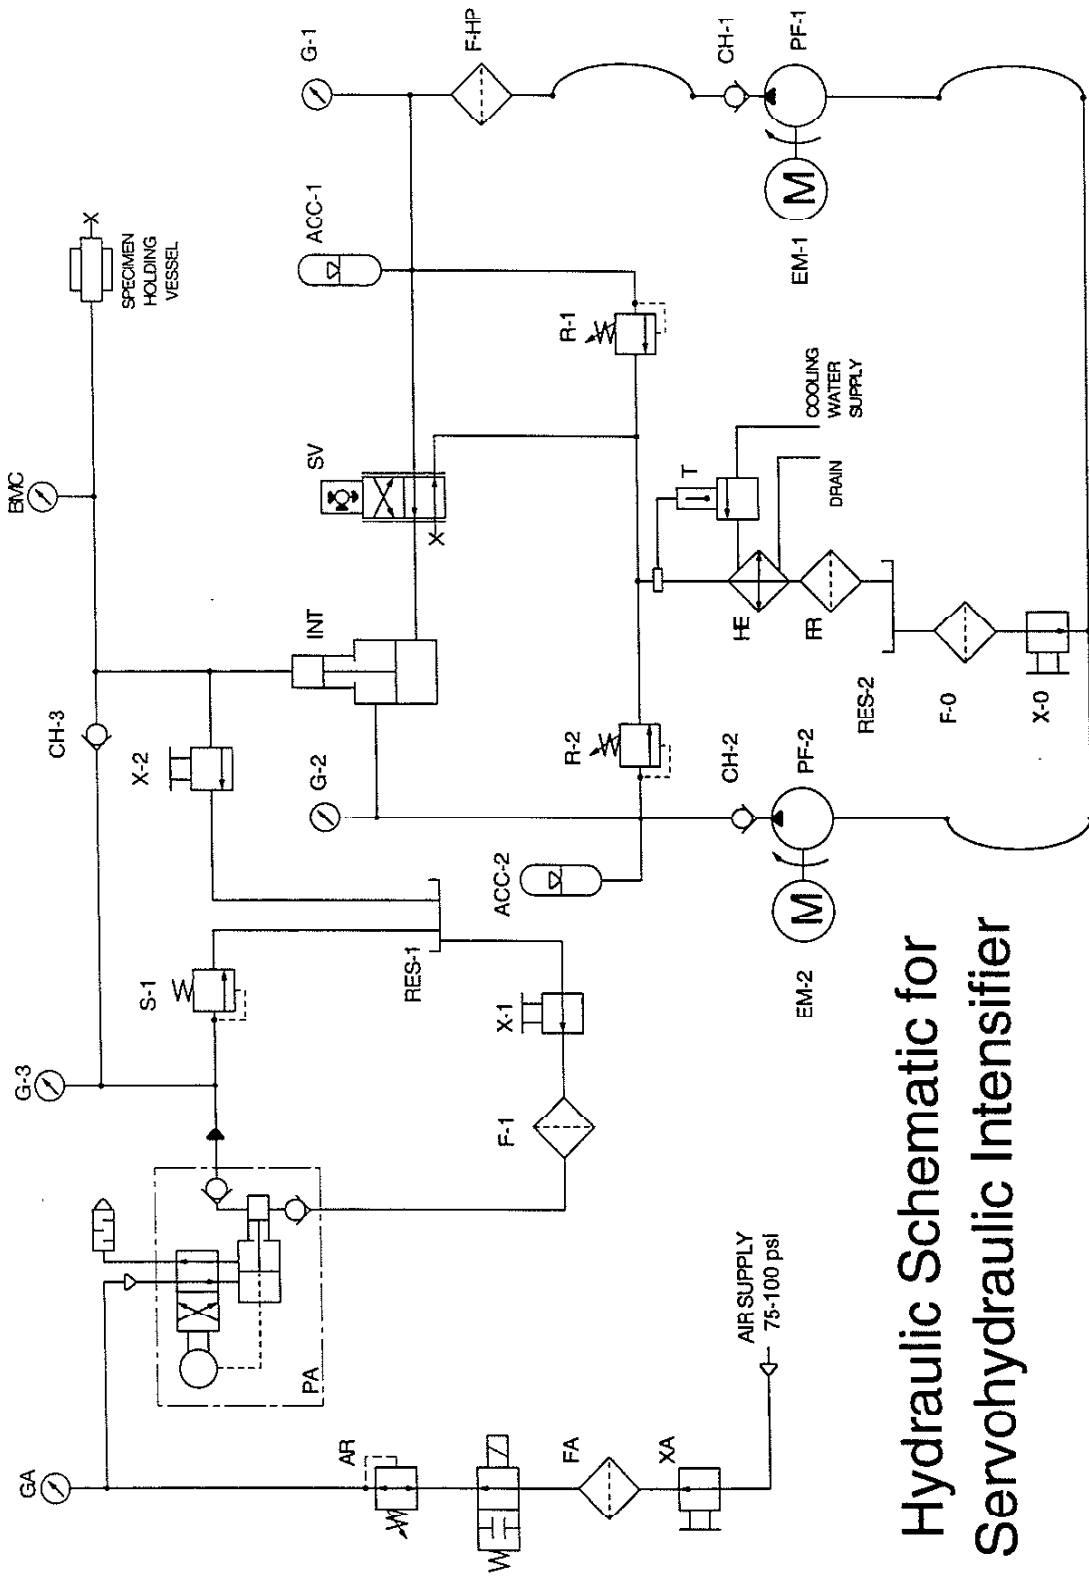 GA
G-3
BMC
SPECIMEN
HOLDING
VESSEL
X
CH-3
X-2
S-1
PA
INT
G-2
SV
X
ACC-1
G-1
F-HP
AR
W
FA
XA
AIR SUPPLY
75-100 psi
F-1
X-1
RES-1
ACC-2
R-2
R-1
T
COOLING
WATER
SUPPLY
DRAIN
HE
FR
RES-2
F-0
X-0
CH-2
PF-2
M
EM-2
CH-1
PF-1
M
EM-1
Hydraulic Schematic for
Servohydraulic Intensifier